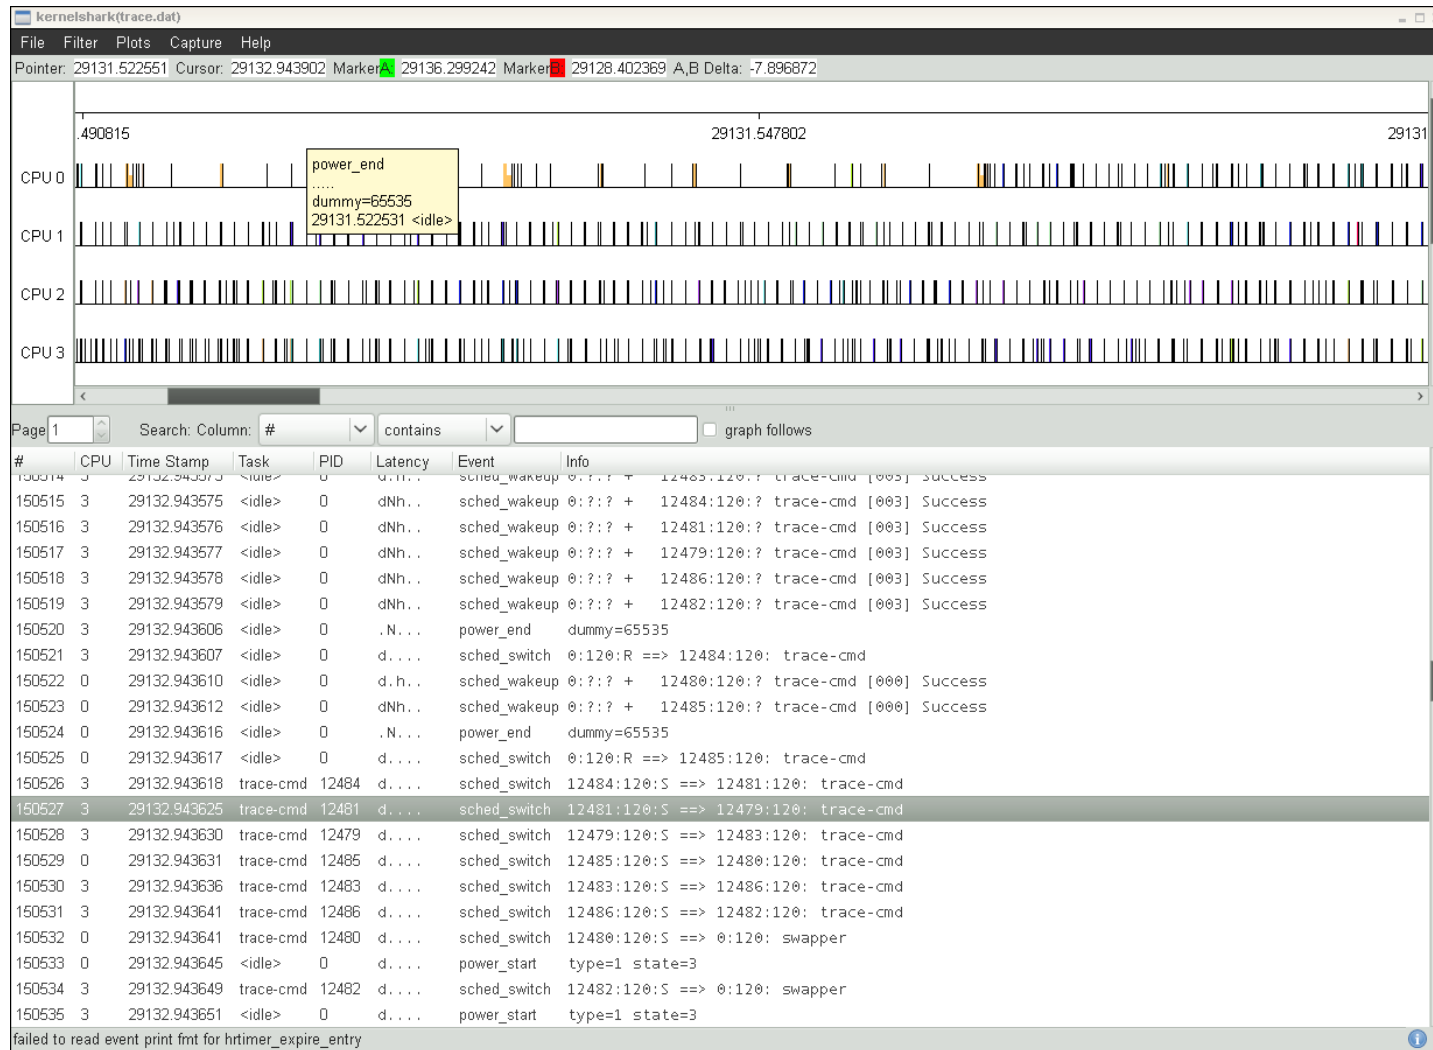 kernelshark(trace.dat)
File Filter Plots Capture Help
Pointer: 29131.522551 Cursor: 29132.943902 MarkerA: 29136.299242 MarkerB: 29128.402369 A,B Delta: -7.896872
.490815 29131.547802 29131
power_end
.....
dummy=65535
29131.522531 <idle>
CPU 0
CPU 1
CPU 2
CPU 3
Page 1 Search: Column: # contains graph follows
# CPU Time Stamp Task PID Latency Event Info
150514 3 29132.943573 <idle> 0 d.h.. sched_wakeup 0:?:? + 12483:120:? trace-cmd [003] Success
150515 3 29132.943575 <idle> 0 dNh.. sched_wakeup 0:?:? + 12484:120:? trace-cmd [003] Success
150516 3 29132.943576 <idle> 0 dNh.. sched_wakeup 0:?:? + 12481:120:? trace-cmd [003] Success
150517 3 29132.943577 <idle> 0 dNh.. sched_wakeup 0:?:? + 12479:120:? trace-cmd [003] Success
150518 3 29132.943578 <idle> 0 dNh.. sched_wakeup 0:?:? + 12486:120:? trace-cmd [003] Success
150519 3 29132.943579 <idle> 0 dNh.. sched_wakeup 0:?:? + 12482:120:? trace-cmd [003] Success
150520 3 29132.943606 <idle> 0 .N... power_end dummy=65535
150521 3 29132.943607 <idle> 0 d.... sched_switch 0:120:R ==> 12484:120: trace-cmd
150522 0 29132.943610 <idle> 0 d.h.. sched_wakeup 0:?:? + 12480:120:? trace-cmd [000] Success
150523 0 29132.943612 <idle> 0 dNh.. sched_wakeup 0:?:? + 12485:120:? trace-cmd [000] Success
150524 0 29132.943616 <idle> 0 .N... power_end dummy=65535
150525 0 29132.943617 <idle> 0 d.... sched_switch 0:120:R ==> 12485:120: trace-cmd
150526 3 29132.943618 trace-cmd 12484 d.... sched_switch 12484:120:S ==> 12481:120: trace-cmd
150527 3 29132.943625 trace-cmd 12481 d.... sched_switch 12481:120:S ==> 12479:120: trace-cmd
150528 3 29132.943630 trace-cmd 12479 d.... sched_switch 12479:120:S ==> 12483:120: trace-cmd
150529 0 29132.943631 trace-cmd 12485 d.... sched_switch 12485:120:S ==> 12480:120: trace-cmd
150530 3 29132.943636 trace-cmd 12483 d.... sched_switch 12483:120:S ==> 12486:120: trace-cmd
150531 3 29132.943641 trace-cmd 12486 d.... sched_switch 12486:120:S ==> 12482:120: trace-cmd
150532 0 29132.943641 trace-cmd 12480 d.... sched_switch 12480:120:S ==> 0:120: swapper
150533 0 29132.943645 <idle> 0 d.... power_start type=1 state=3
150534 3 29132.943649 trace-cmd 12482 d.... sched_switch 12482:120:S ==> 0:120: swapper
150535 3 29132.943651 <idle> 0 d.... power_start type=1 state=3
failed to read event print fmt for hrtimer_expire_entry